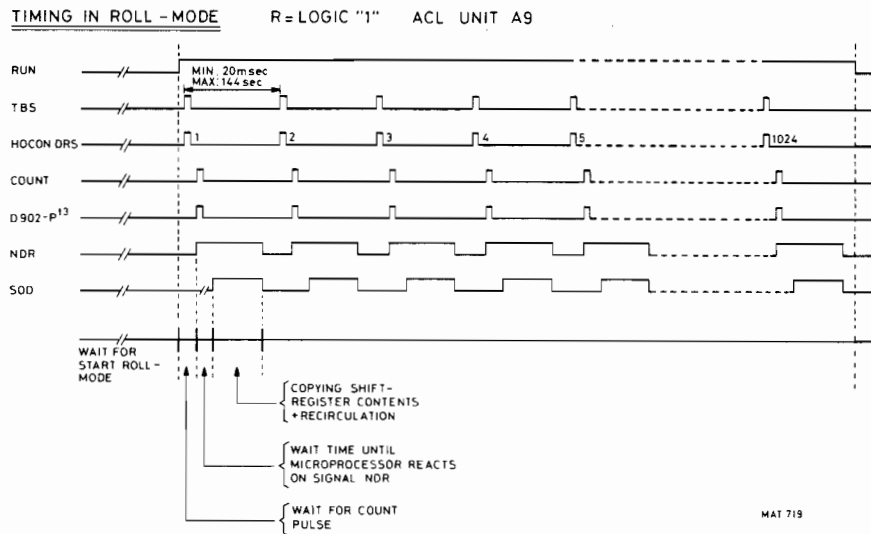 TIMING IN ROLL-MODE R=LOGIC "1" ACL UNIT A9
RUN
MIN: 20msec
MAX: 144sec
TBS
HOCON DRS 1 2 3 4 5 1024
COUNT
D902-P13
NDR
SOD
WAIT FOR
START ROLL-
MODE
COPYING SHIFT-
REGISTER CONTENTS
+RECIRCULATION
WAIT TIME UNTIL
MICROPROCESSOR REACTS
ON SIGNAL NDR
WAIT FOR COUNT
PULSE
MAT 719